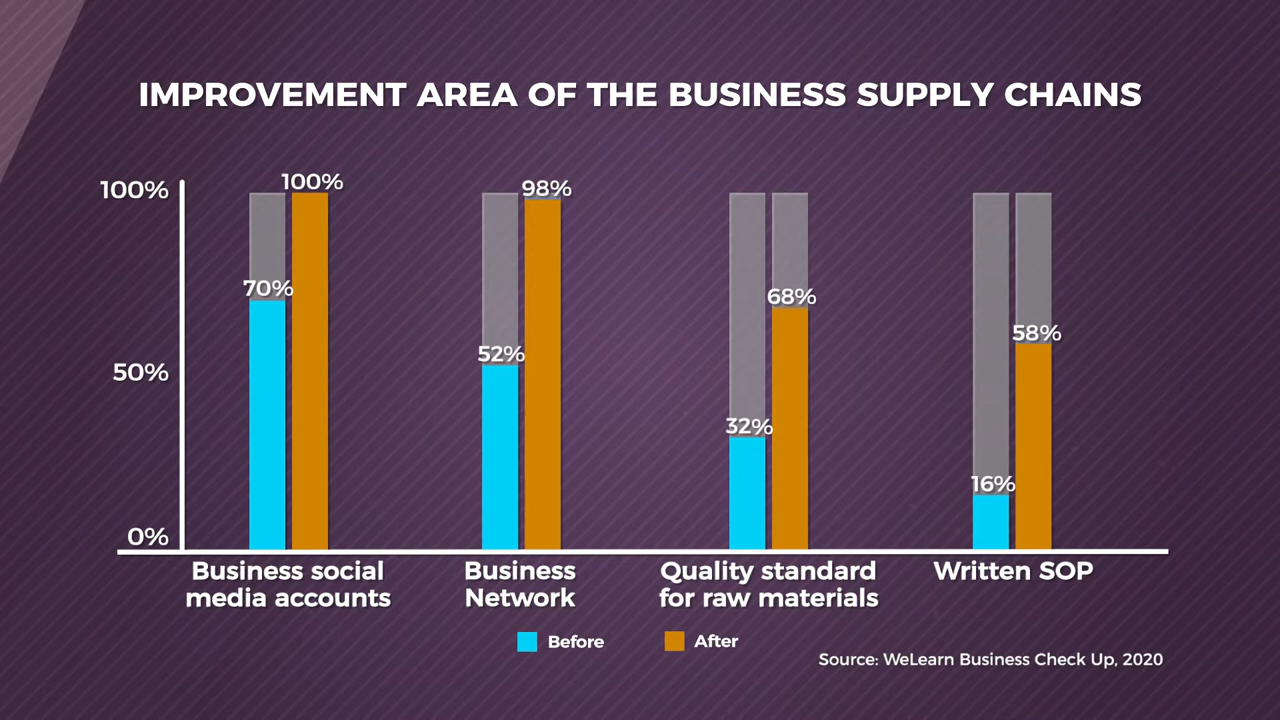 IMPROVEMENT AREA OF THE BUSINESS SUPPLY CHAINS
100%
50%
0%
70%
100%
52%
98%
32%
68%
16%
58%
Business social
media accounts
Business
Network
Quality standard
for raw materials
Written SOP
Before
After
Source: WeLearn Business Check Up, 2020